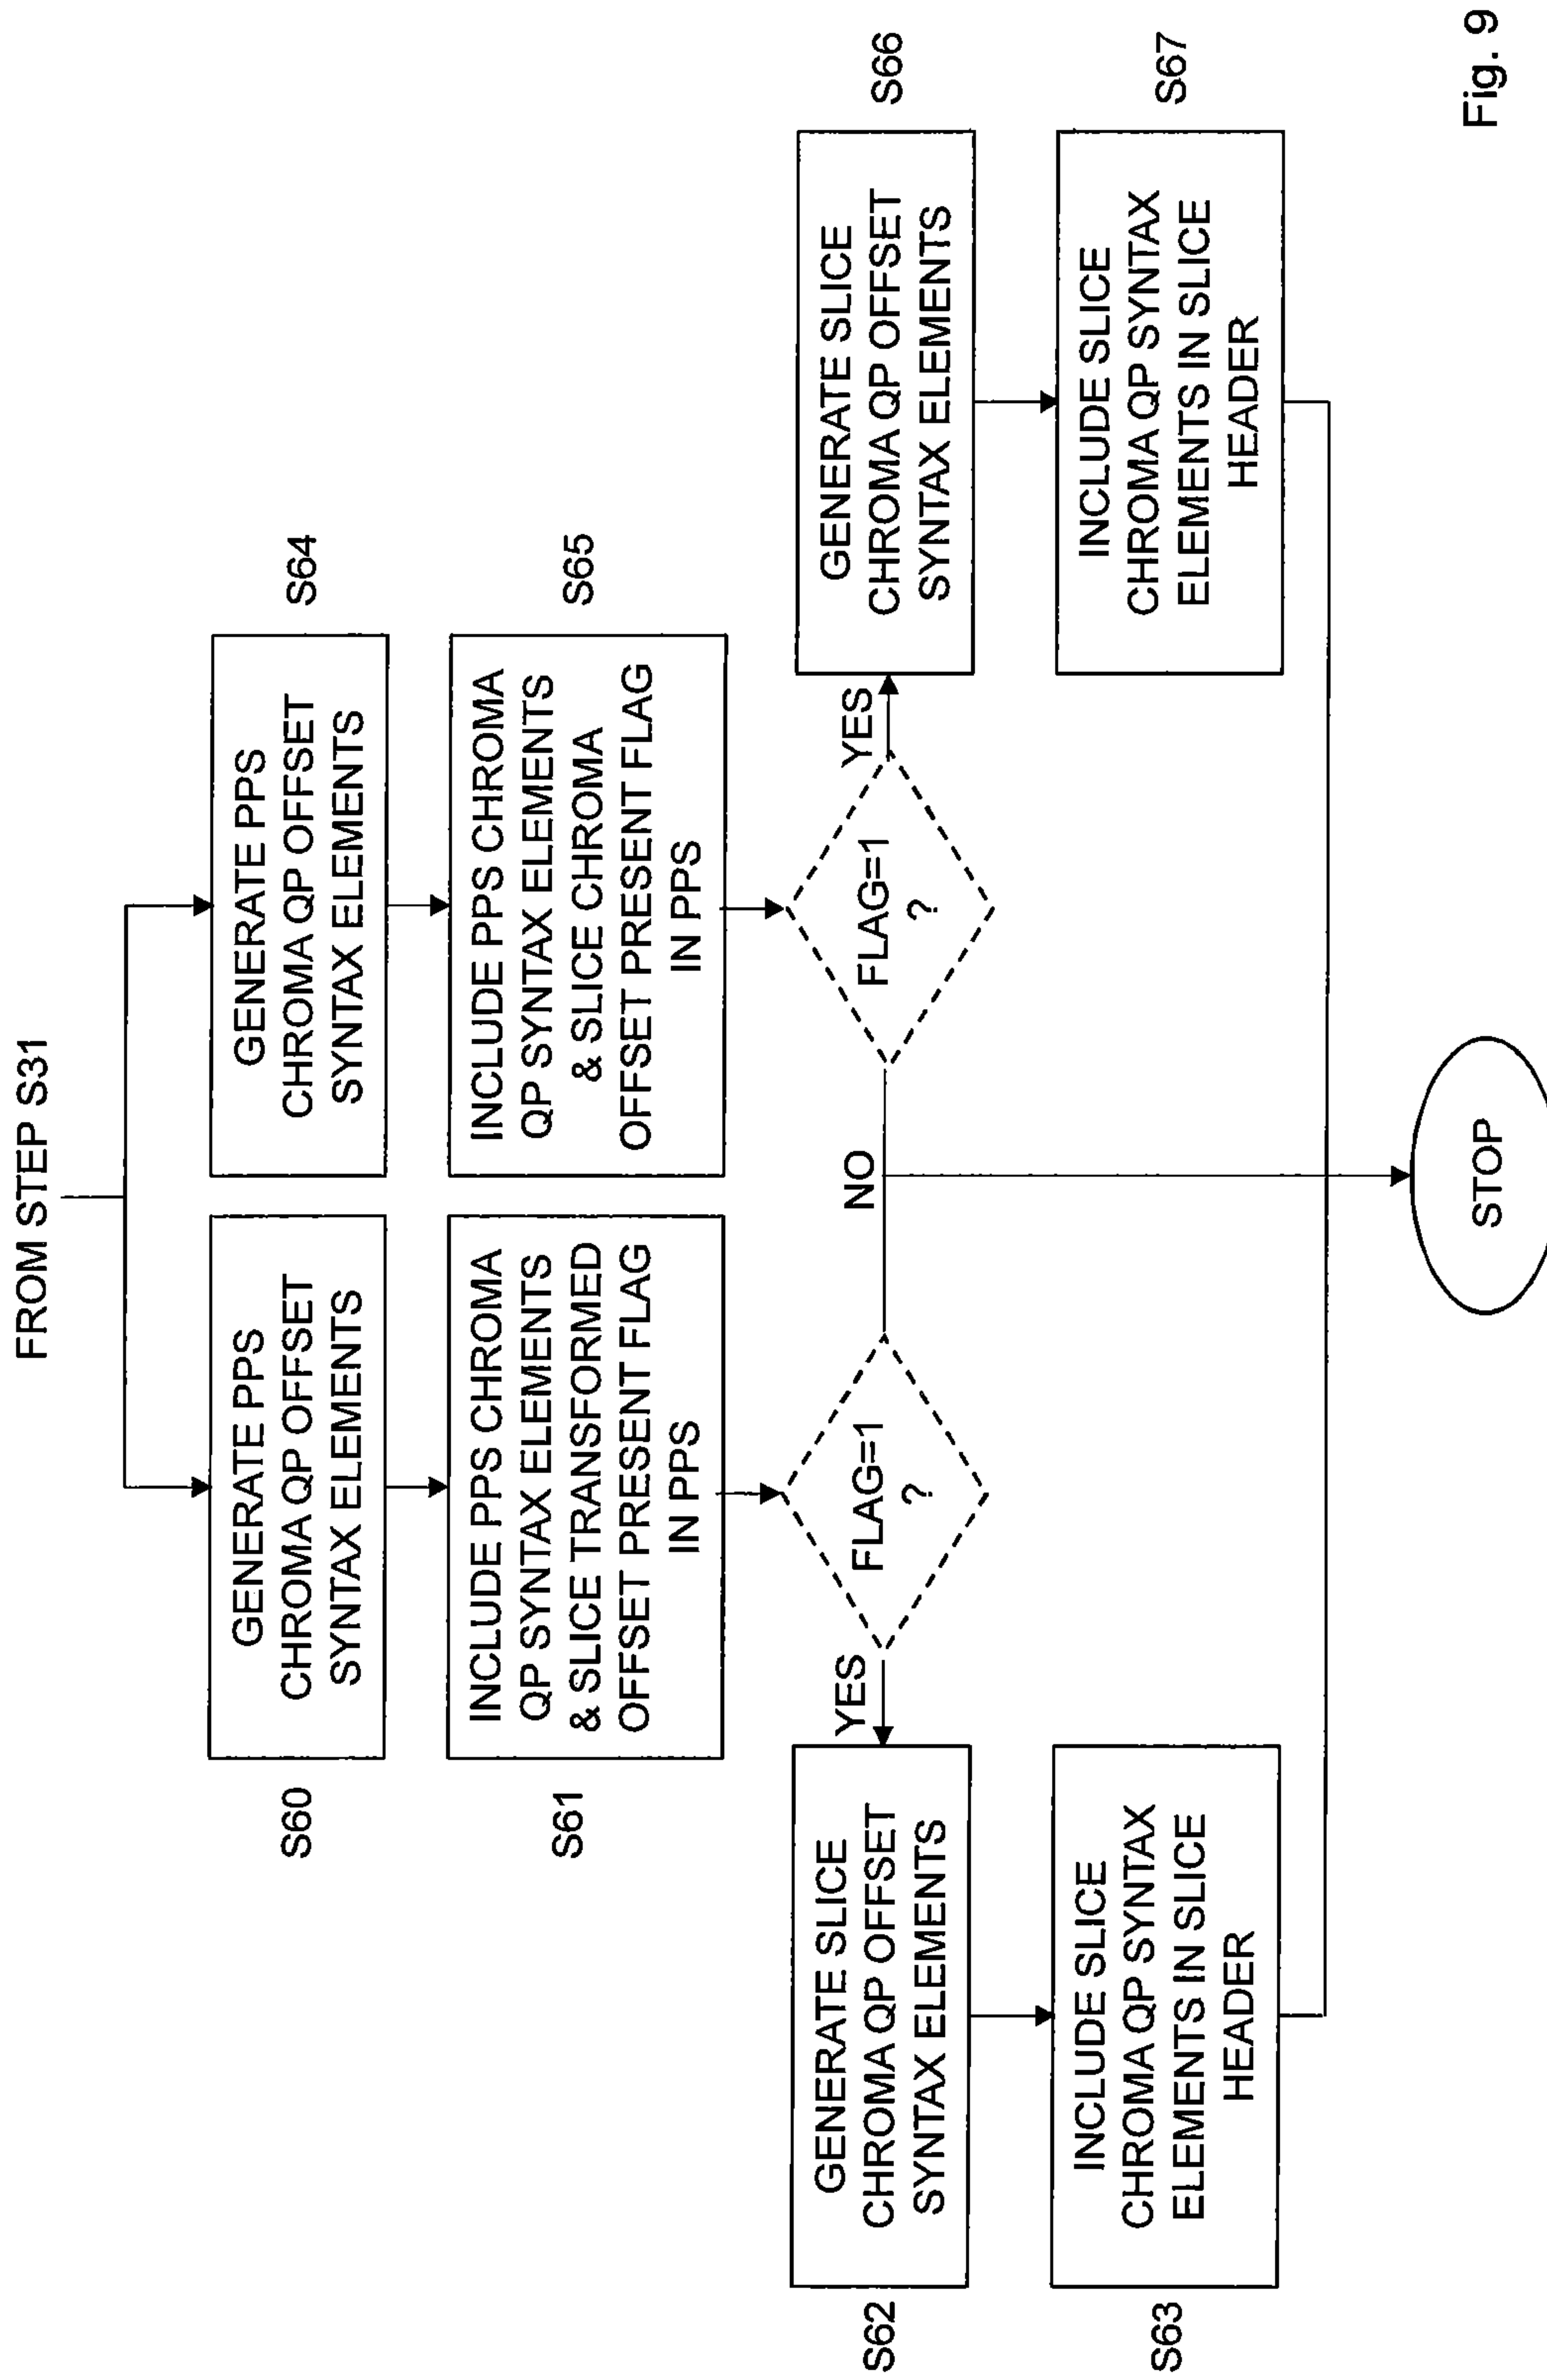 FROM STEP S31
S60
GENERATE PPS
CHROMA QP OFFSET
SYNTAX ELEMENTS
S61
INCLUDE PPS CHROMA
QP SYNTAX ELEMENTS
& SLICE TRANSFORMED
OFFSET PRESENT FLAG
IN PPS
FLAG=1
?
YES
NO
S62
GENERATE SLICE
CHROMA QP OFFSET
SYNTAX ELEMENTS
S63
INCLUDE SLICE
CHROMA QP SYNTAX
ELEMENTS IN SLICE
HEADER
S64
GENERATE PPS
CHROMA QP OFFSET
SYNTAX ELEMENTS
S65
INCLUDE PPS CHROMA
QP SYNTAX ELEMENTS
& SLICE CHROMA
OFFSET PRESENT FLAG
IN PPS
FLAG=1
?
YES
S66
GENERATE SLICE
CHROMA QP OFFSET
SYNTAX ELEMENTS
S67
INCLUDE SLICE
CHROMA QP SYNTAX
ELEMENTS IN SLICE
HEADER
STOP
Fig. 9